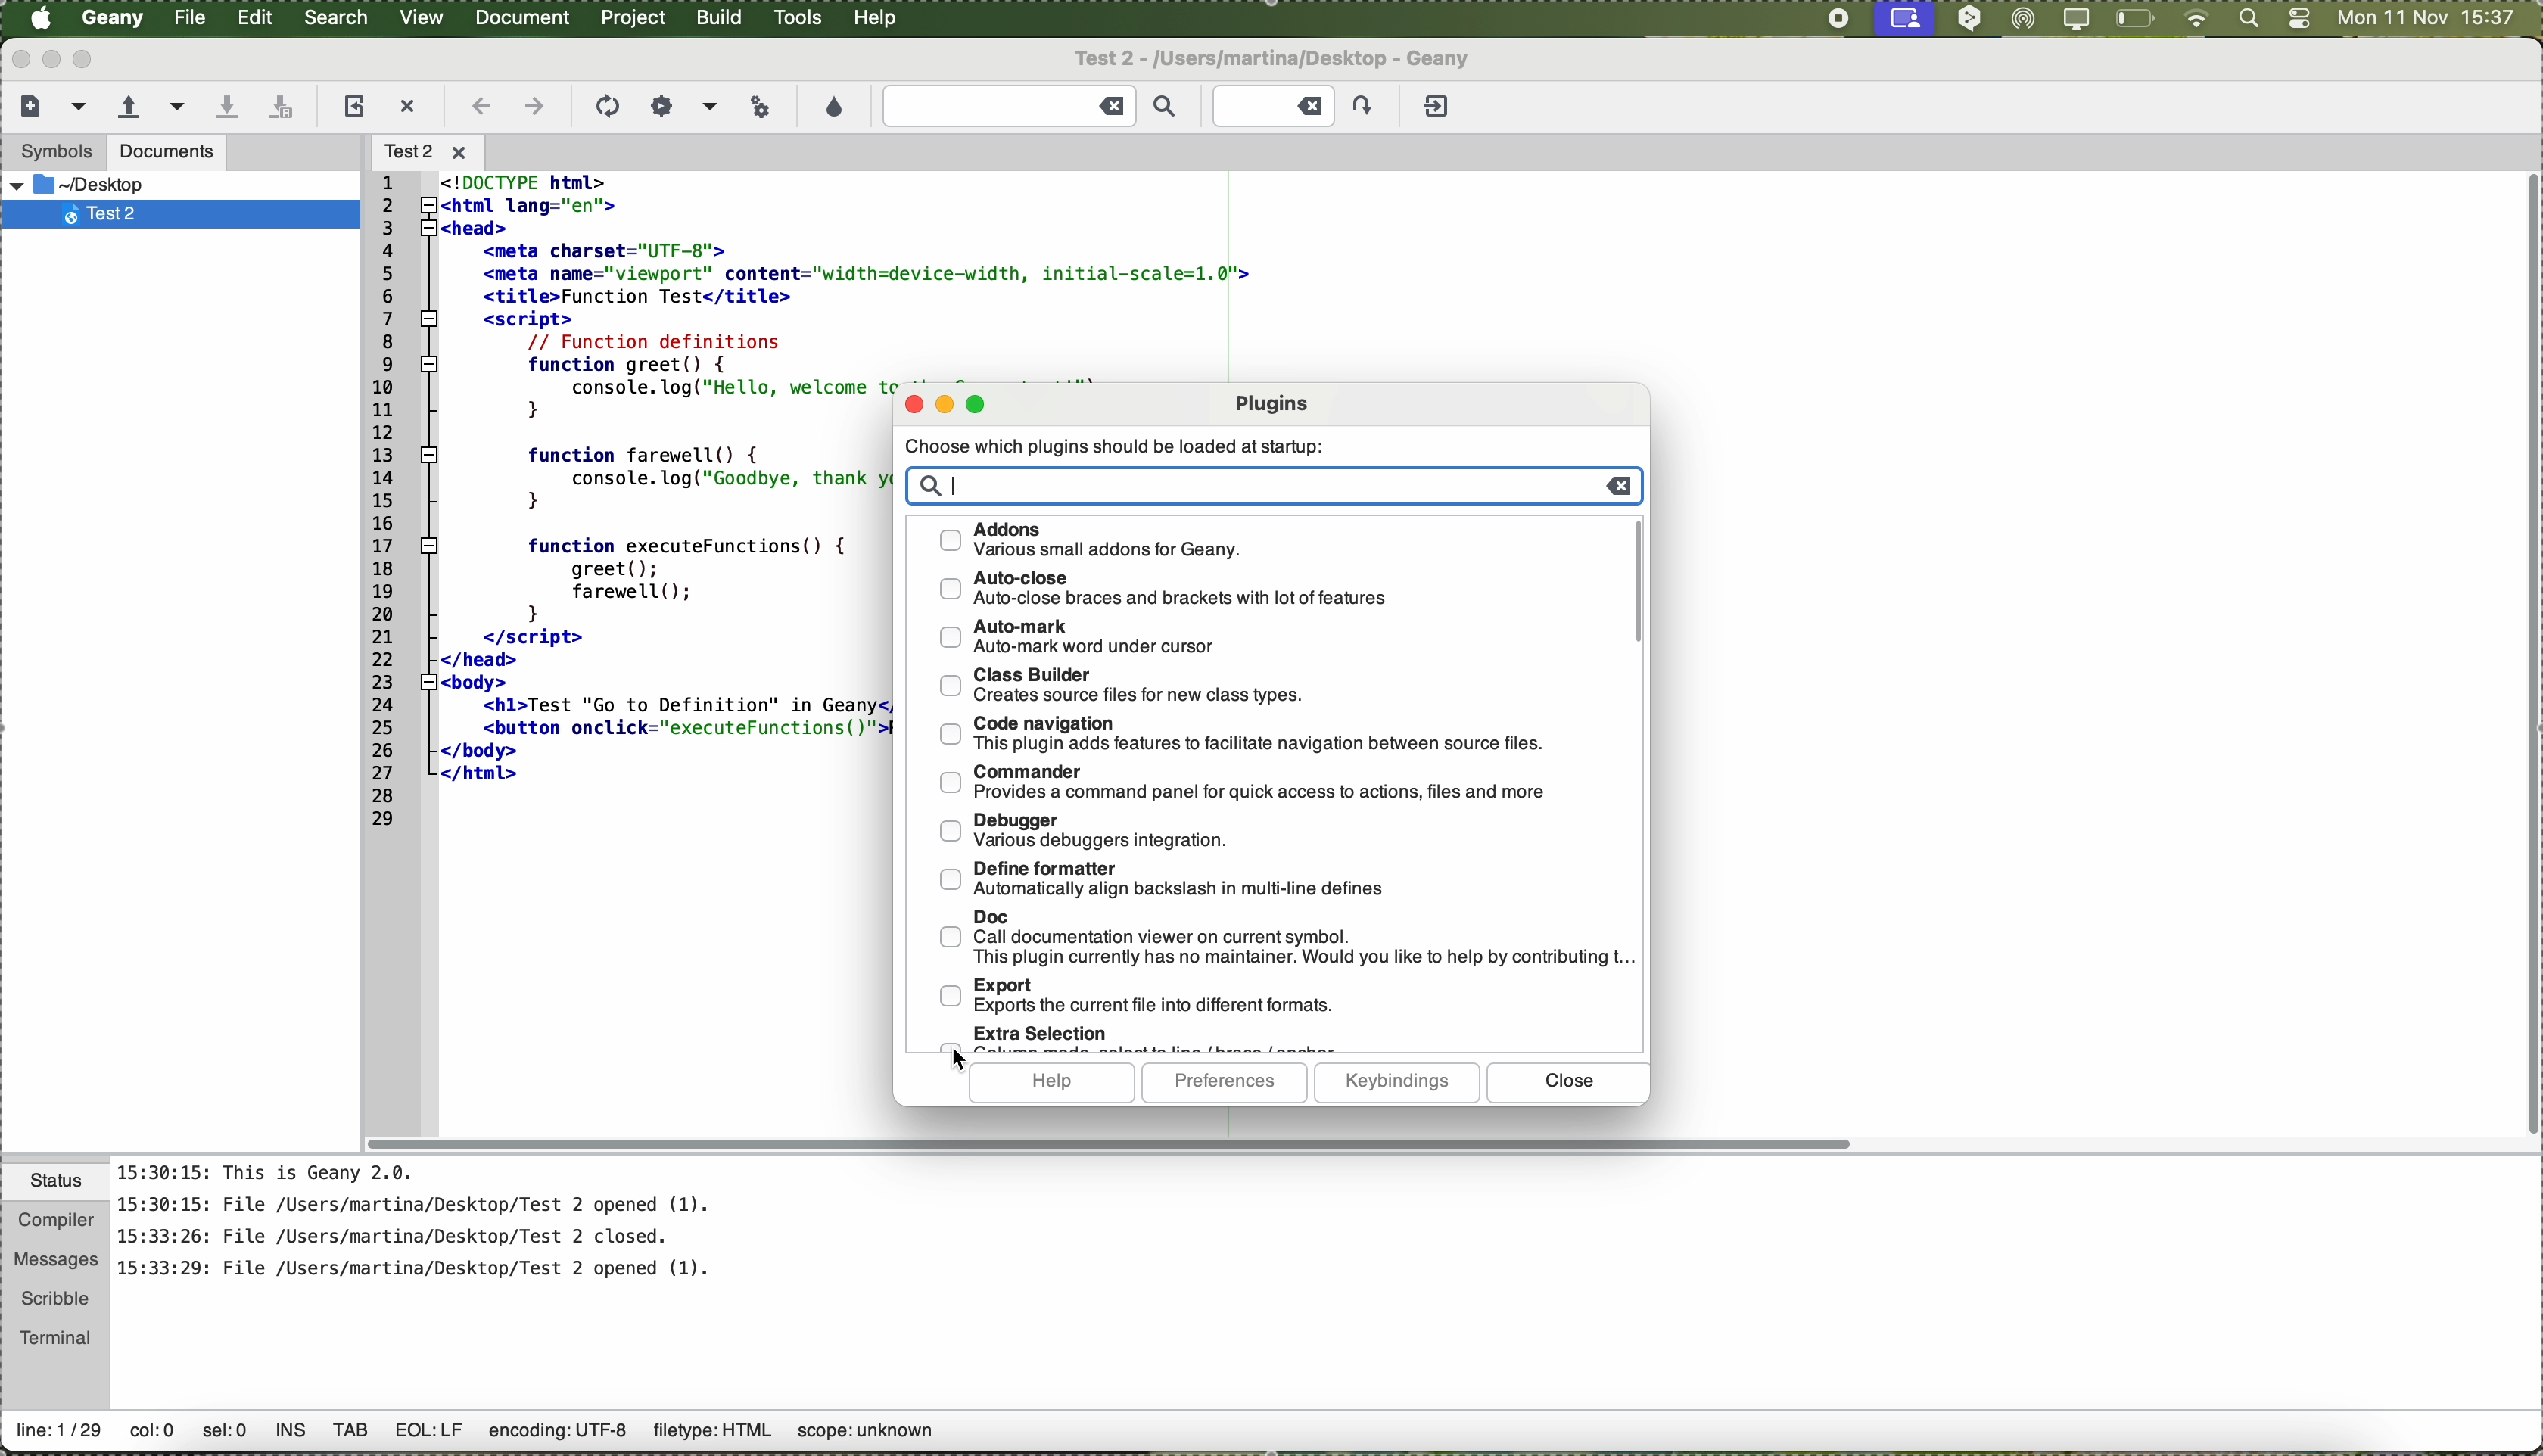 Geany File Edit Search View Document Project Build Tools Help Mon 11 Nov 15:37
Test 2 - /Users/martina/Desktop - Geany
Symbols Documents
~/Desktop
Test 2
Test 2
1 <!DOCTYPE html>
2 <html lang="en">
3 <head>
4 <meta charset="UTF-8">
5 <meta name="viewport" content="width=device-width, initial-scale=1.0">
6 <title>Function Test</title>
7 <script>
8 // Function definitions
9 function greet() {
10 console.log("Hello, welcome to
11 }
12
13 function farewell() {
14 console.log("Goodbye, thank
15 }
16
17 function executeFunctions() {
18 greet();
19 farewell();
20 }
21 </script>
22 </head>
23 <body>
24 <h1>Test "Go to Definition" in Geany<
25 <button onclick="executeFunctions()">
26 </body>
27 </html>
28
29
Plugins
Choose which plugins should be loaded at startup:
Addons
Various small addons for Geany.
Auto-close
Auto-close braces and brackets with lot of features
Auto-mark
Auto-mark word under cursor
Class Builder
Creates source files for new class types.
Code navigation
This plugin adds features to facilitate navigation between source files.
Commander
Provides a command panel for quick access to actions, files and more
Debugger
Various debuggers integration.
Define formatter
Automatically align backslash in multi-line defines
Doc
Call documentation viewer on current symbol.
This plugin currently has no maintainer. Would you like to help by contributing t...
Export
Exports the current file into different formats.
Extra Selection
Help Preferences Keybindings Close
Status
Compiler
Messages
Scribble
Terminal
15:30:15: This is Geany 2.0.
15:30:15: File /Users/martina/Desktop/Test 2 opened (1).
15:33:26: File /Users/martina/Desktop/Test 2 closed.
15:33:29: File /Users/martina/Desktop/Test 2 opened (1).
line: 1 / 29 col: 0 sel: 0 INS TAB EOL: LF encoding: UTF-8 filetype: HTML scope: unknown